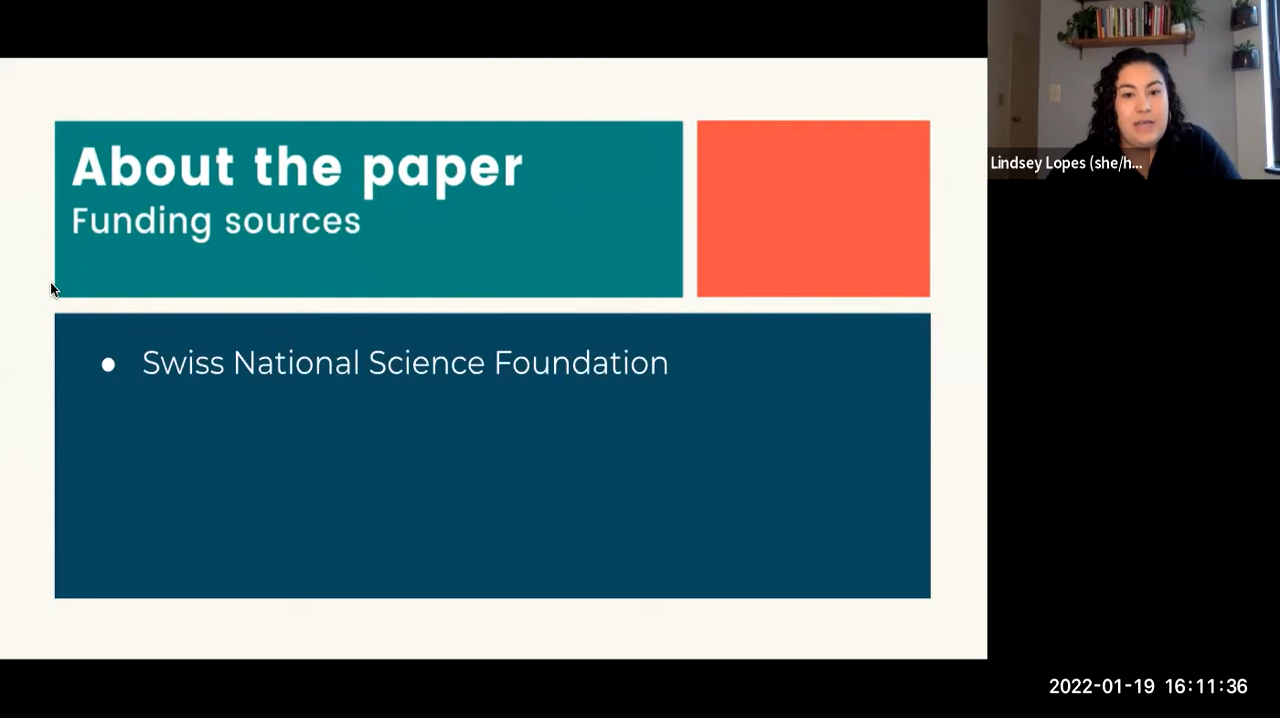 About the paper
Funding sources
● Swiss National Science Foundation
Lindsey Lopes (she/h...
2022-01-19 16:11:36